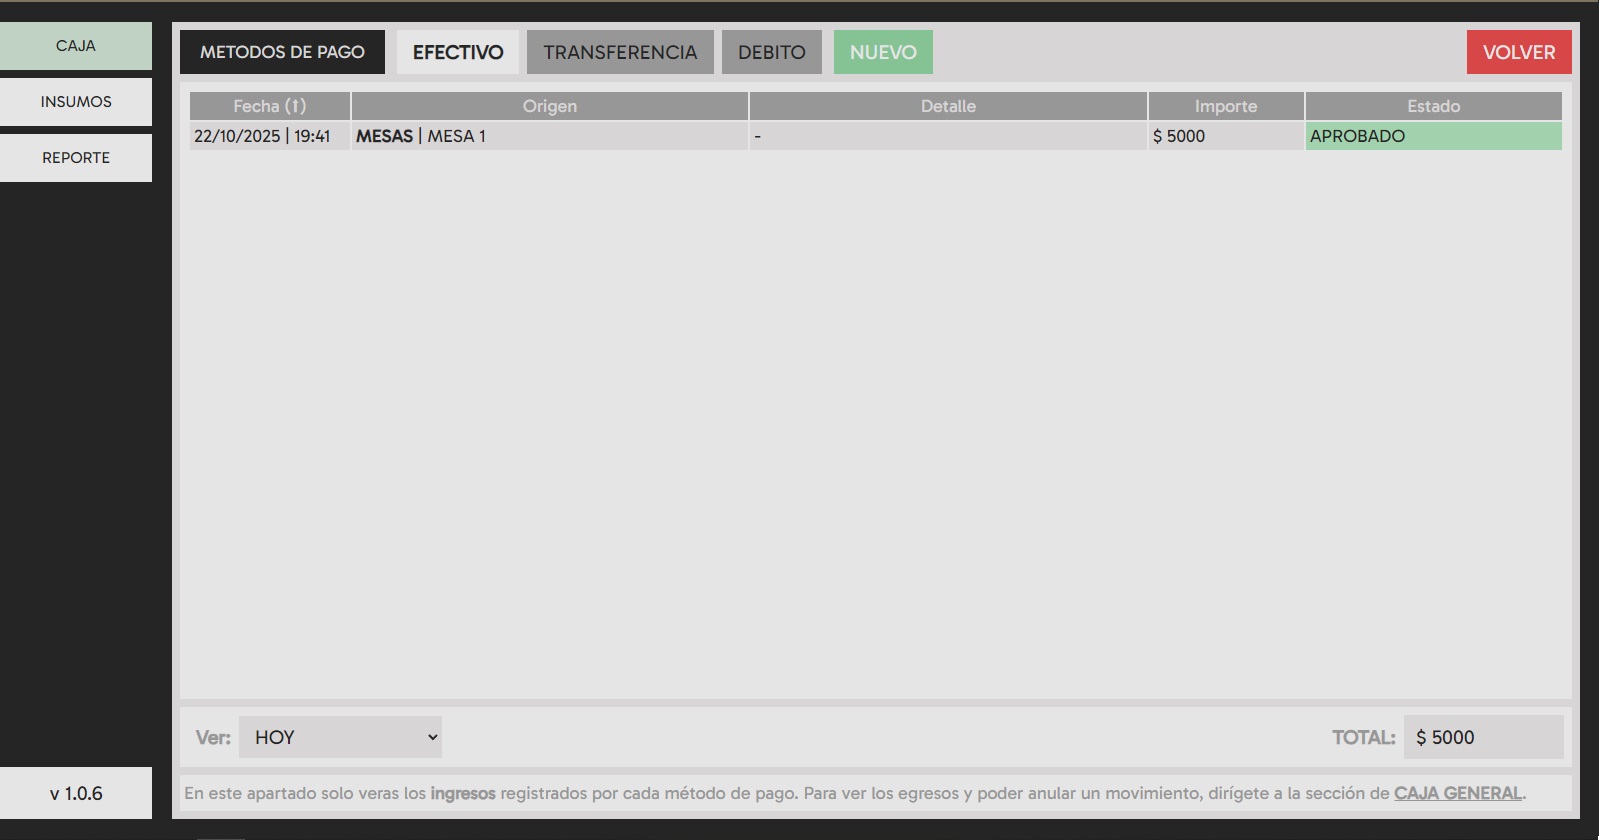 CAJA
INSUMOS
REPORTE
v 1.0.6
METODOS DE PAGO EFECTIVO TRANSFERENCIA DEBITO NUEVO VOLVER
Fecha (⭡) Origen Detalle Importe Estado
22/10/2025 | 19:41 MESAS | MESA 1 - $ 5000 APROBADO
Ver: HOY TOTAL: $ 5000
En este apartado solo veras los ingresos registrados por cada método de pago. Para ver los egresos y poder anular un movimiento, dirígete a la sección de CAJA GENERAL.